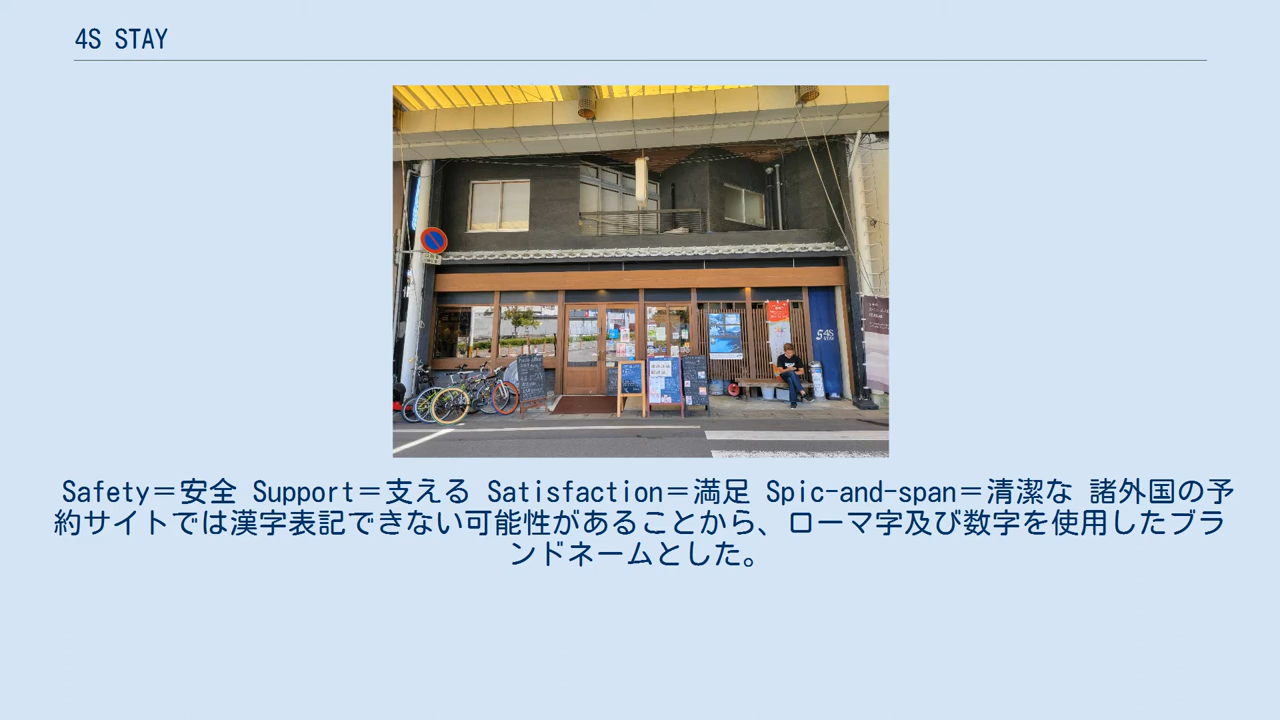 4S STAY
4S
STAY
Safety＝安全 Support＝支える Satisfaction＝満足 Spic-and-span＝清潔な 諸外国の予
約サイトでは漢字表記できない可能性があることから、ローマ字及び数字を使用したブラ
ンドネームとした。